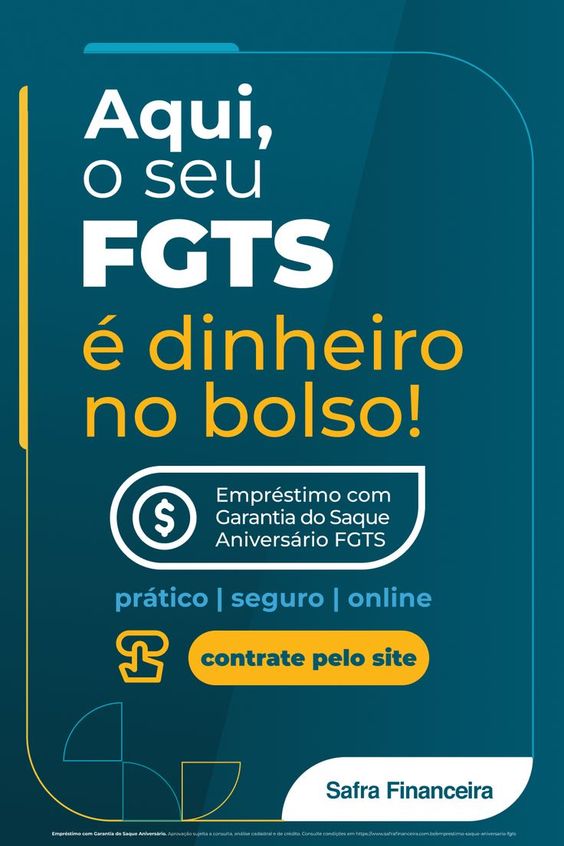 Aqui,
o seu
FGTS
é dinheiro
no bolso!
Empréstimo com
Garantia do Saque
Aniversário FGTS
prático | seguro | online
contrate pelo site
Safra Financeira
Empréstimo com Garantia do Saque Aniversário. Aprovação sujeita a consulta, análise cadastral e de crédito. Consulte condições em https://www.safrafinanceira.com.br/emprestimo-saque-aniversario-fgts